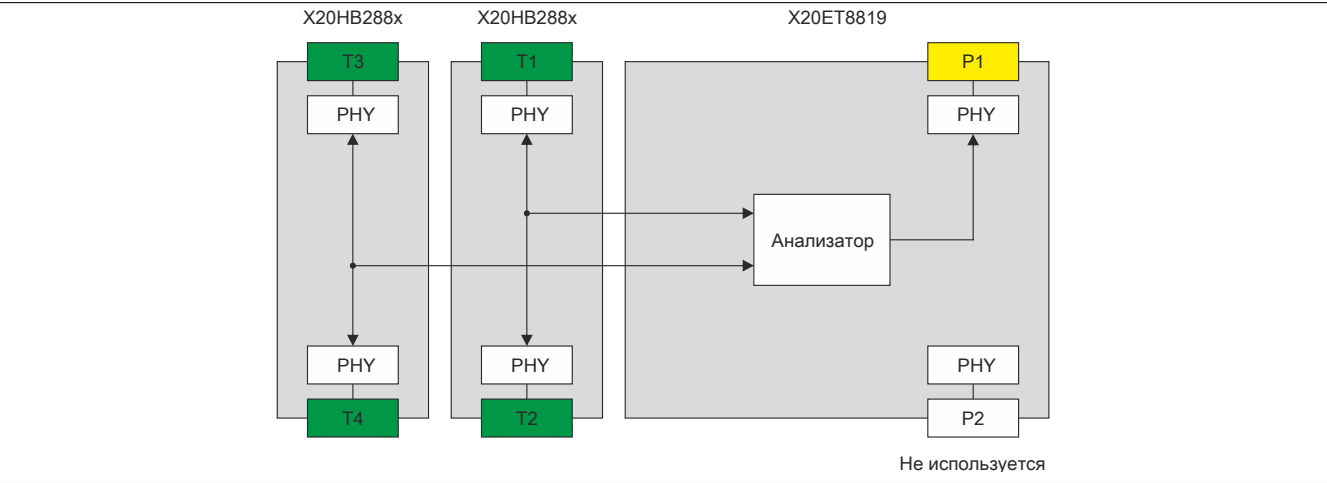 X20HB288x X20HB288x X20ET8819
T3 T1 P1
PHY PHY PHY
Анализатор
PHY PHY PHY
T4 T2 P2
Не используется